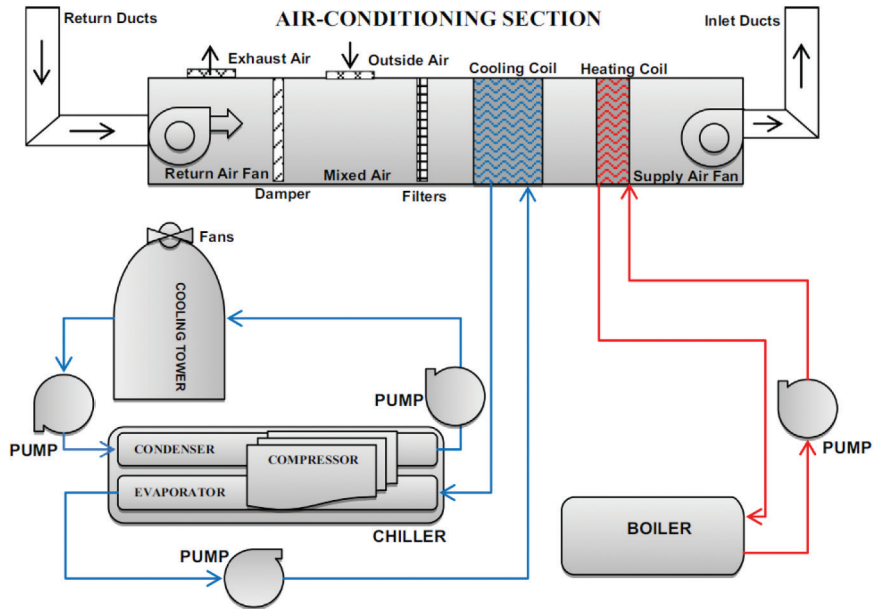 Return Ducts
AIR-CONDITIONING SECTION
Inlet Ducts
Exhaust Air
Outside Air
Cooling Coil
Heating Coil
Return Air Fan
Damper
Mixed Air
Filters
Supply Air Fan
Fans
COOLING TOWER
PUMP
PUMP
PUMP
CONDENSER
COMPRESSOR
EVAPORATOR
CHILLER
BOILER
PUMP